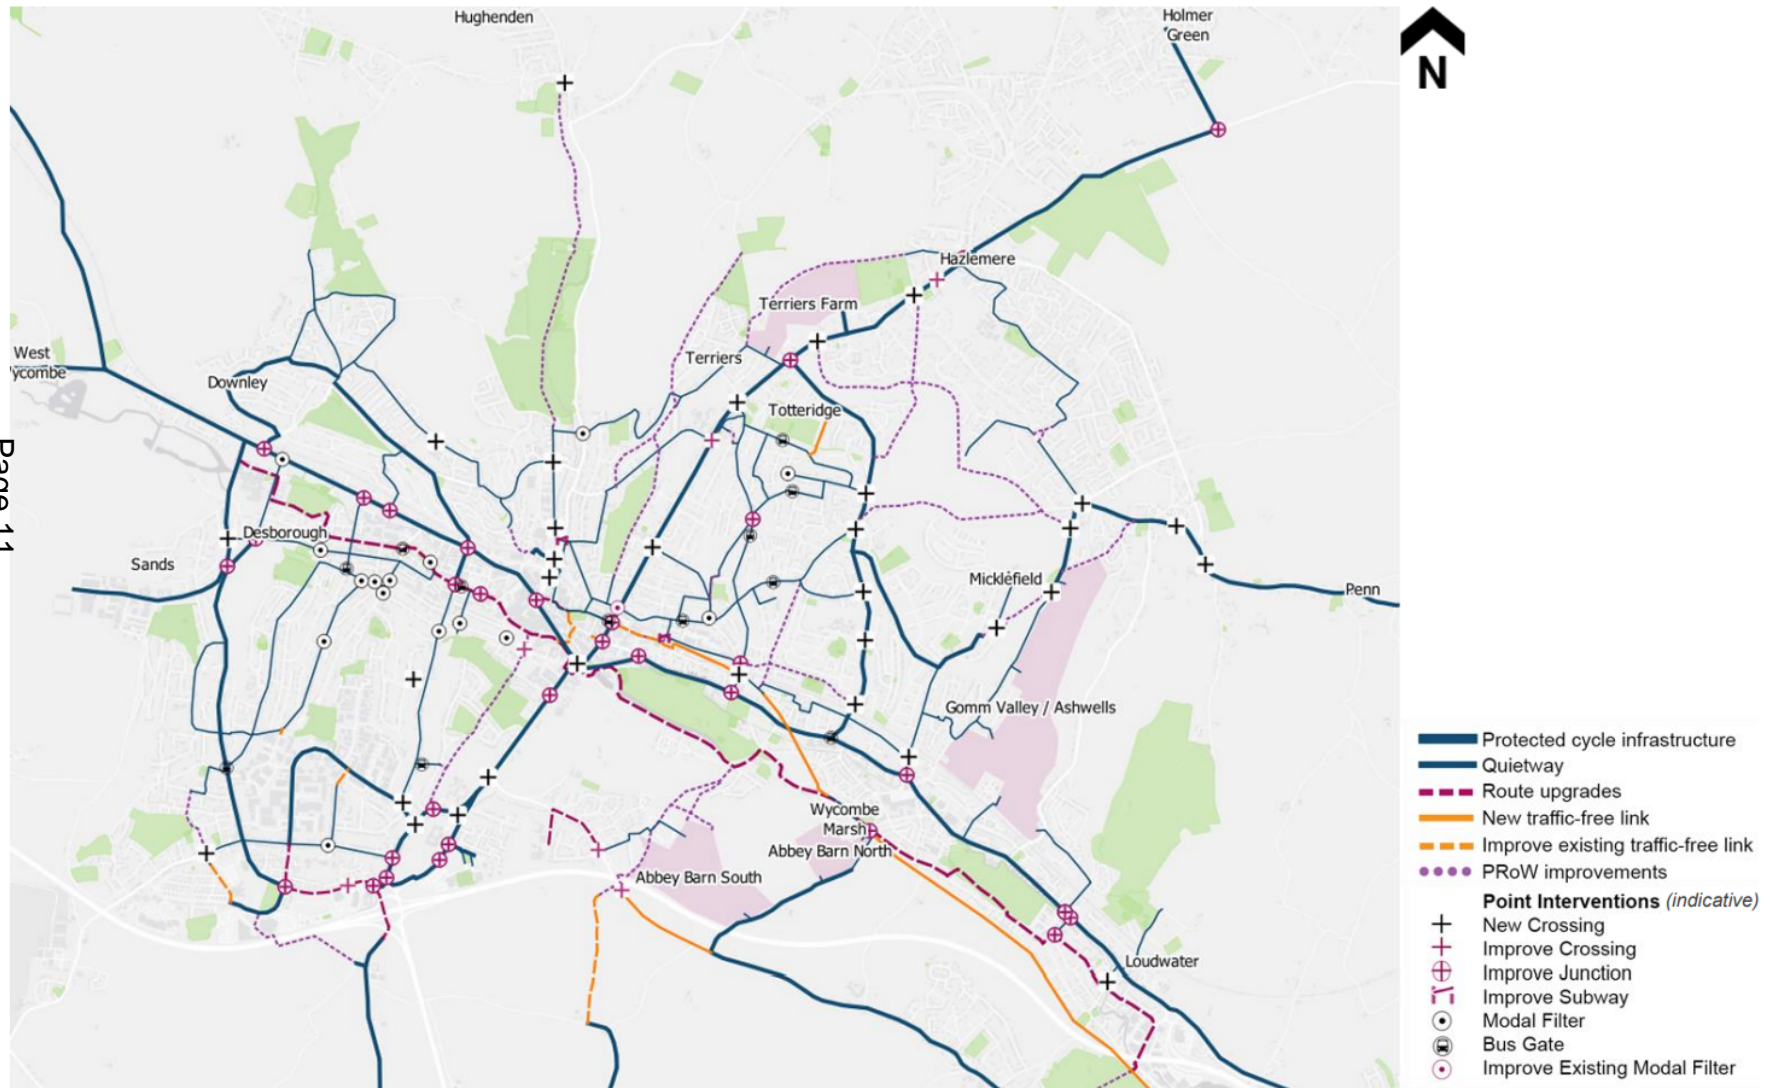 Hughenden
Holmer
Green
N
Hazlemere
Terriers Farm
West
ycombe
Terriers
Downley
Totteridge
Page 11
Desborough
Sands
Micklefield
Penn
Gomm Valley / Ashwells
Wycombe
Marsh
Abbey Barn North
Abbey Barn South
Loudwater
Protected cycle infrastructure
Quietway
Route upgrades
New traffic-free link
Improve existing traffic-free link
PRoW improvements
Point Interventions (indicative)
New Crossing
Improve Crossing
Improve Junction
Improve Subway
Modal Filter
Bus Gate
Improve Existing Modal Filter